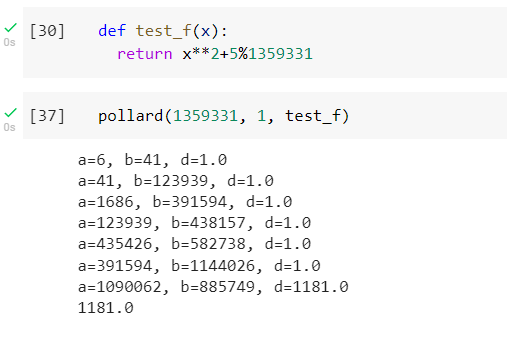 [30] def test_f(x):
0s return x**2+5%1359331
[37] pollard(1359331, 1, test_f)
0s
a=6, b=41, d=1.0
a=41, b=123939, d=1.0
a=1686, b=391594, d=1.0
a=123939, b=438157, d=1.0
a=435426, b=582738, d=1.0
a=391594, b=1144026, d=1.0
a=1090062, b=885749, d=1181.0
1181.0